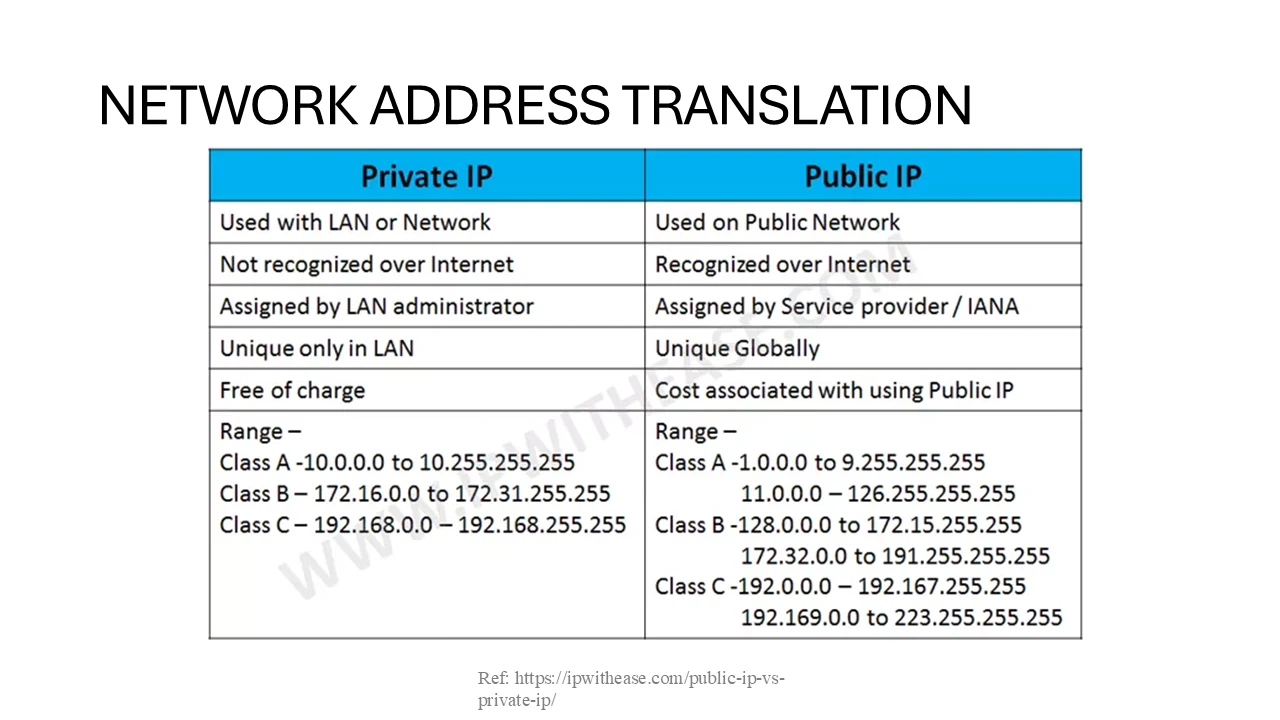 NETWORK ADDRESS TRANSLATION
Private IP
Public IP
Used with LAN or Network
Used on Public Network
Not recognized over Internet
Recognized over Internet
Assigned by LAN administrator
Assigned by Service provider / IANA
Unique only in LAN
Unique Globally
Free of charge
Cost associated with using Public IP
Range –
Class A -10.0.0.0 to 10.255.255.255
Class B – 172.16.0.0 to 172.31.255.255
Class C – 192.168.0.0 – 192.168.255.255
Range –
Class A -1.0.0.0 to 9.255.255.255
11.0.0.0 – 126.255.255.255
Class B -128.0.0.0 to 172.15.255.255
172.32.0.0 to 191.255.255.255
Class C -192.0.0.0 – 192.167.255.255
192.169.0.0 to 223.255.255.255
WWW.IPWITHEASE.COM
Ref: https://ipwithease.com/public-ip-vs-
private-ip/